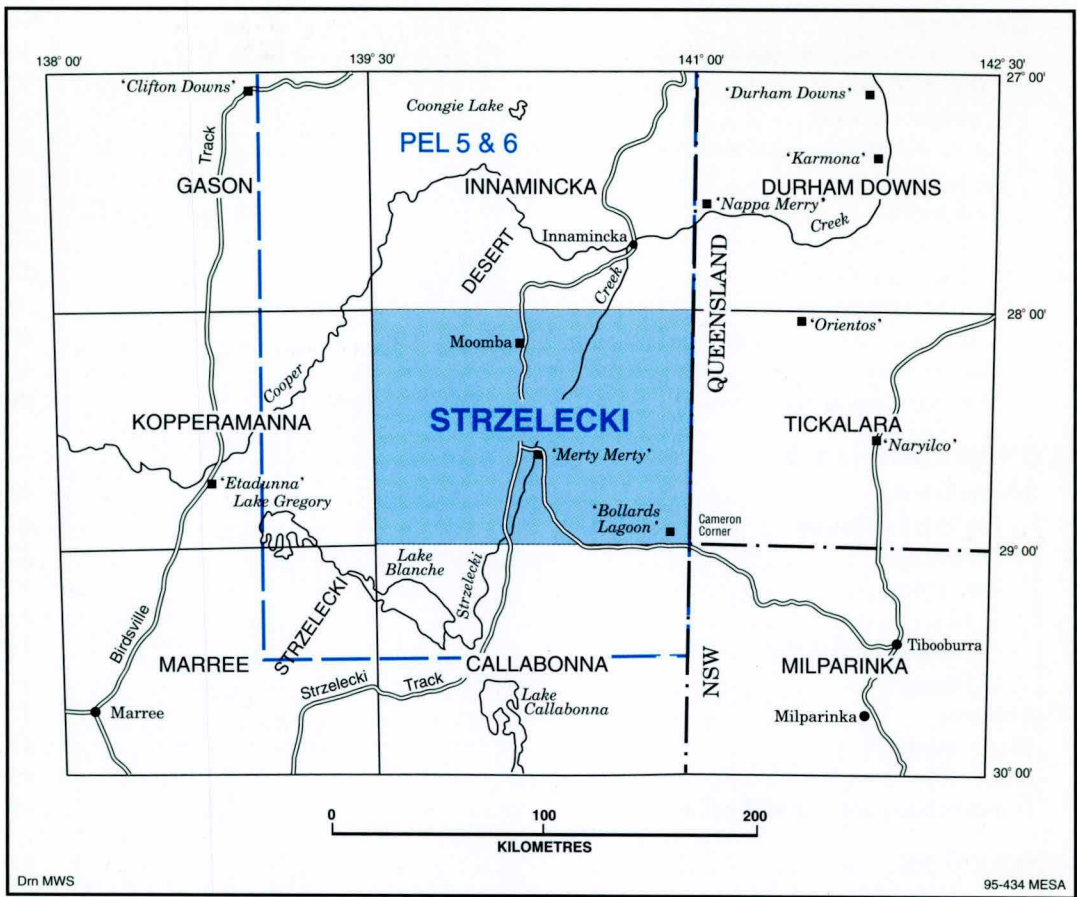 138° 00'
139° 30'
141° 00'
142° 30'
27° 00'
'Clifton Downs'
Coongie Lake
'Durham Downs'
PEL 5 & 6
Track
'Karmona'
GASON
INNAMINCKA
DURHAM DOWNS
'Nappa Merry'
Creek
Innamincka
DESERT
Creek
QUEENSLAND
28° 00'
'Orientos'
Moomba
Cooper
KOPPERAMANNA
STRZELECKI
TICKALARA
'Naryilco'
'Merty Merty'
'Etadunna'
Lake Gregory
'Bollards
Lagoon'
Cameron
Corner
29° 00'
Lake
Blanche
Strzelecki
STRZELECKI
Birdsville
Tibooburra
MARREE
CALLABONNA
NSW
MILPARINKA
Strzelecki
Track
Lake
Callabonna
Marree
Milparinka
30° 00'
0
100
200
KILOMETRES
Drn MWS
95-434 MESA